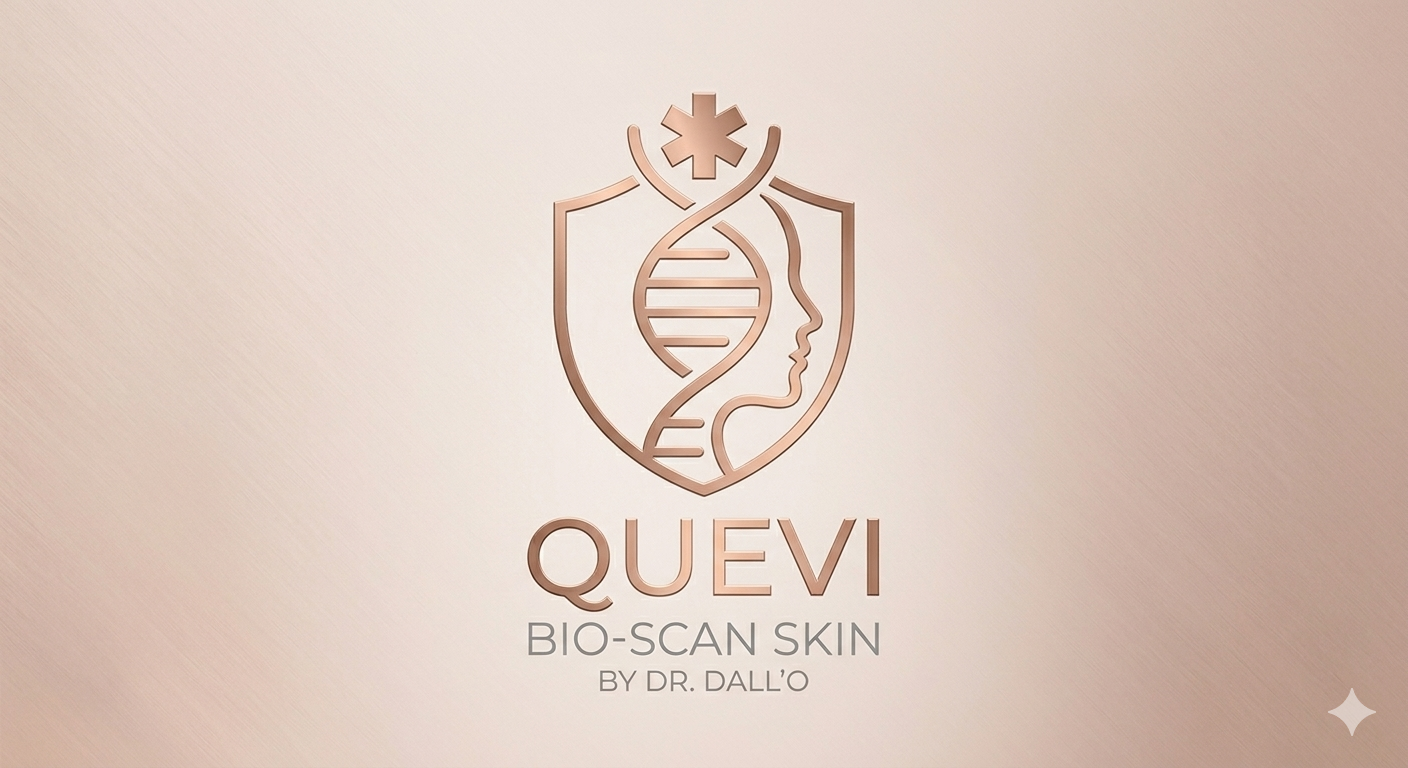 QUEVI
BIO-SCAN SKIN
BY DR. DALL’O